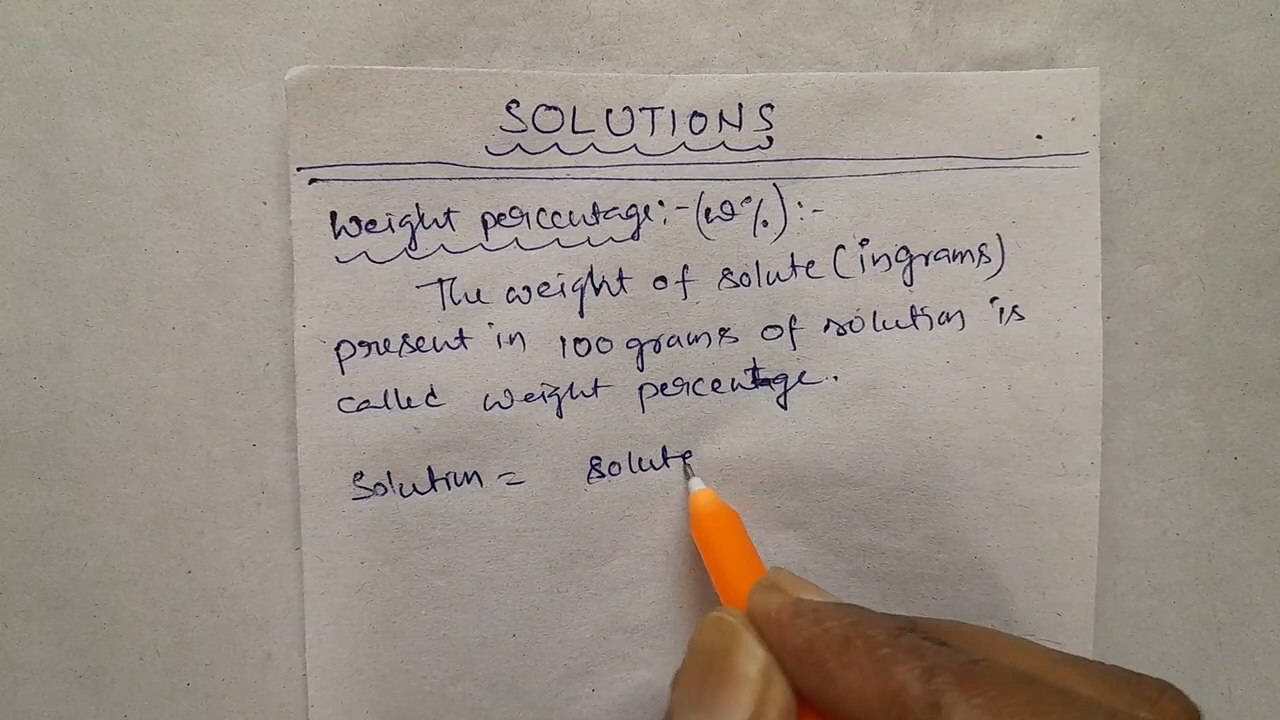 SOLUTIONS
Weight percentage:-(W%):-
The weight of solute (ingrams)
present in 100 grams of solution is
called weight percentage.
Solution = solute